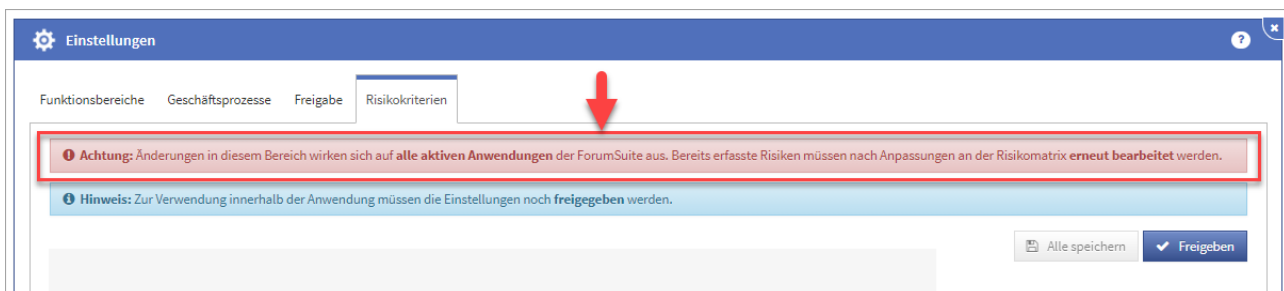 Einstellungen
Funktionsbereiche Geschäftsprozesse Freigabe Risikokriterien
Achtung: Änderungen in diesem Bereich wirken sich auf alle aktiven Anwendungen der ForumSuite aus. Bereits erfasste Risiken müssen nach Anpassungen an der Risikomatrix erneut bearbeitet werden.
Hinweis: Zur Verwendung innerhalb der Anwendung müssen die Einstellungen noch freigegeben werden.
Alle speichern Freigeben